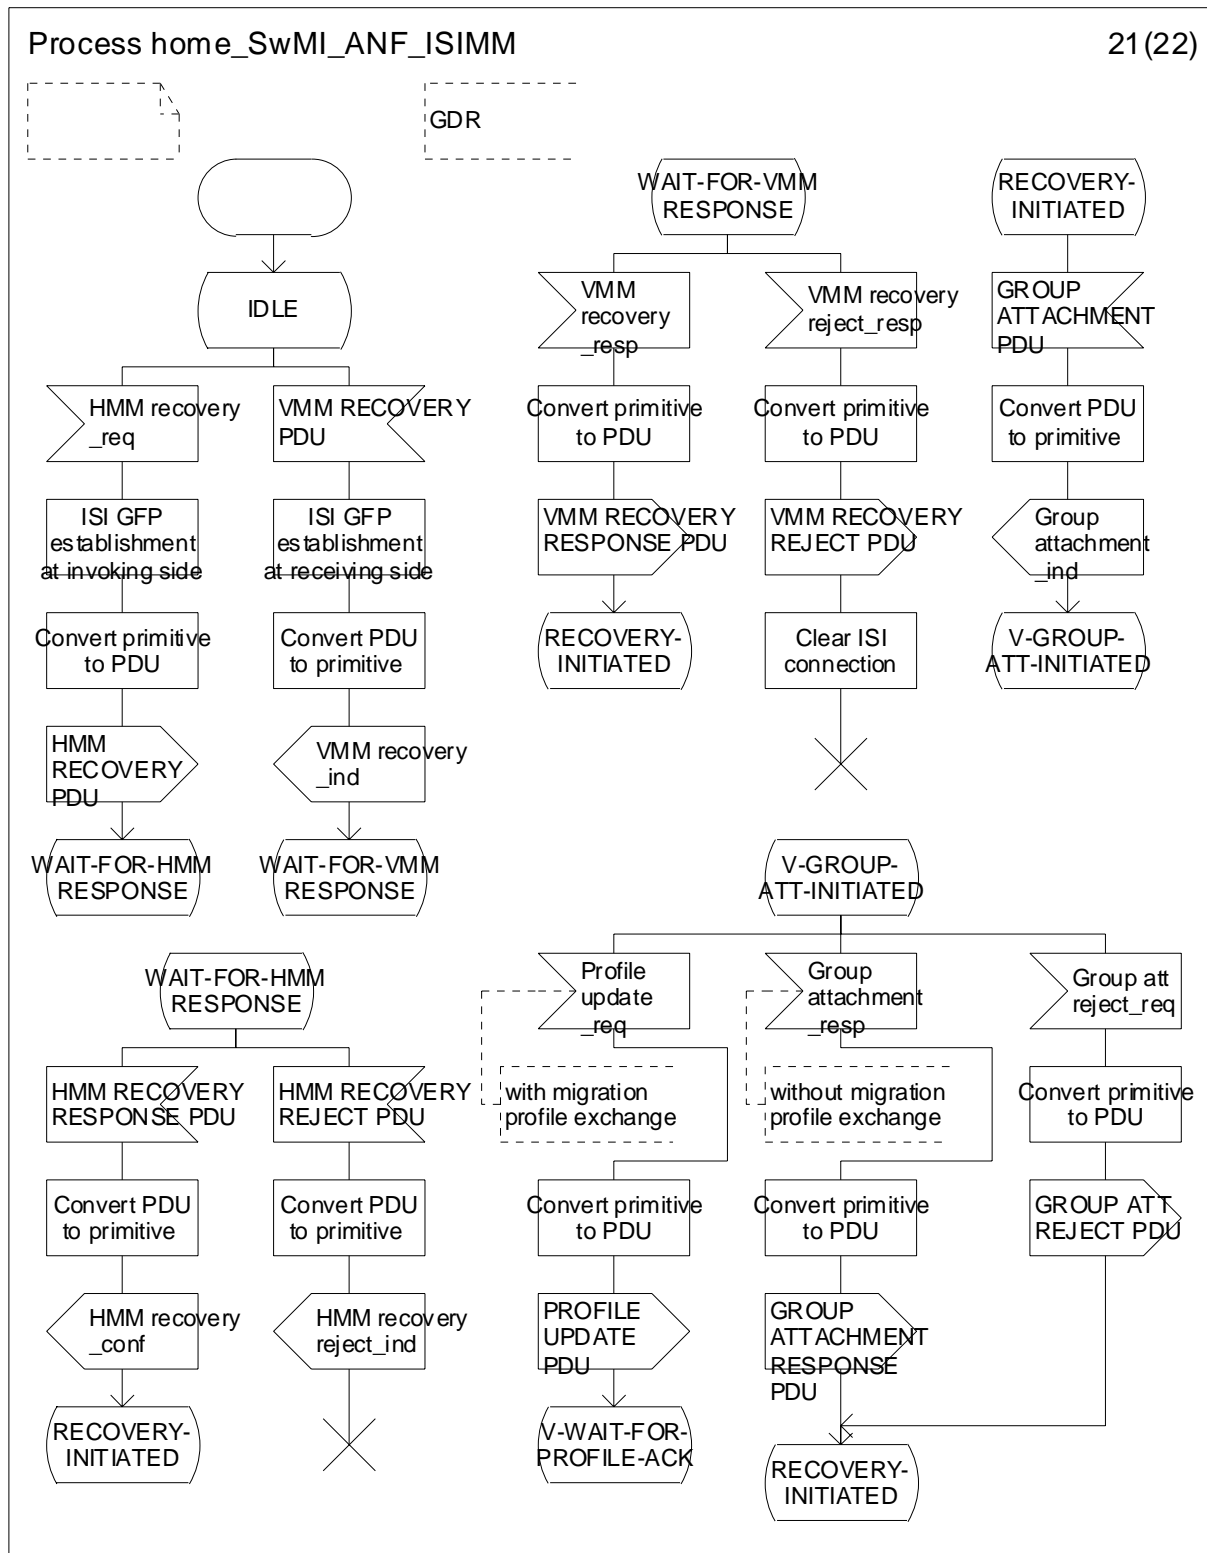 Process home_SwMI_ANF_ISIMM
21(22)
GDR
IDLE
HMM recovery
_req
ISI GFP
establishment
at invoking side
Convert primitive
to PDU
HMM
RECOVERY
PDU
WAIT-FOR-HMM
RESPONSE
VMM RECOVERY
PDU
ISI GFP
establishment
at receiving side
Convert PDU
to primitive
VMM recovery
_ind
WAIT-FOR-VMM
RESPONSE
WAIT-FOR-VMM
RESPONSE
VMM
recovery
_resp
Convert primitive
to PDU
VMM RECOVERY
RESPONSE PDU
RECOVERY-
INITIATED
VMM recovery
reject_resp
Convert primitive
to PDU
VMM RECOVERY
REJECT PDU
Clear ISI
connection
RECOVERY-
INITIATED
GROUP
ATTACHMENT
PDU
Convert PDU
to primitive
Group
attachment
_ind
V-GROUP-
ATT-INITIATED
WAIT-FOR-HMM
RESPONSE
HMM RECOVERY
RESPONSE PDU
Convert PDU
to primitive
HMM recovery
_conf
RECOVERY-
INITIATED
HMM RECOVERY
REJECT PDU
Convert PDU
to primitive
HMM recovery
reject_ind
V-GROUP-
ATT-INITIATED
Profile
update
_req
with migration
profile exchange
Convert primitive
to PDU
PROFILE
UPDATE
PDU
V-WAIT-FOR-
PROFILE-ACK
Group
attachment
_resp
without migration
profile exchange
Convert primitive
to PDU
GROUP
ATTACHMENT
RESPONSE
PDU
RECOVERY-
INITIATED
Group att
reject_req
Convert primitive
to PDU
GROUP ATT
REJECT PDU